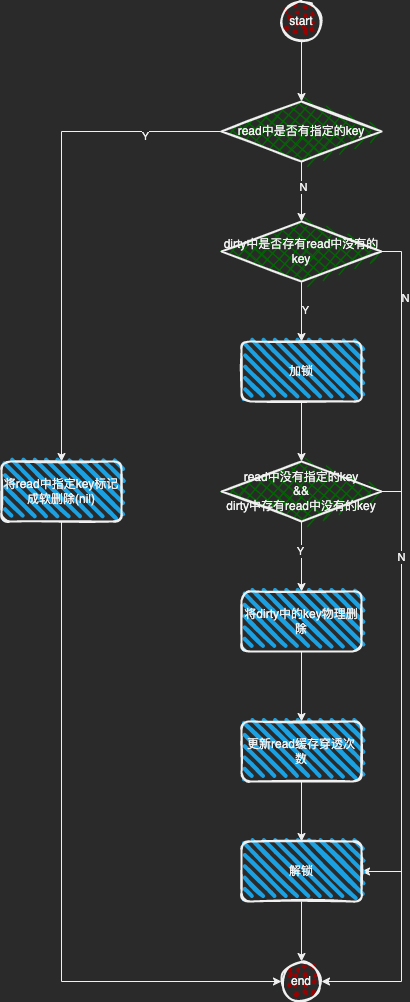 start
read中是否有指定的key
Y
N
dirty中是否存有read中没有的
key
N
Y
加锁
read中没有指定的key
&&
dirty中存有read中没有的key
将read中指定key标记
成软删除(nil)
Y
N
将dirty中的key物理删
除
更新read缓存穿透次
数
解锁
end